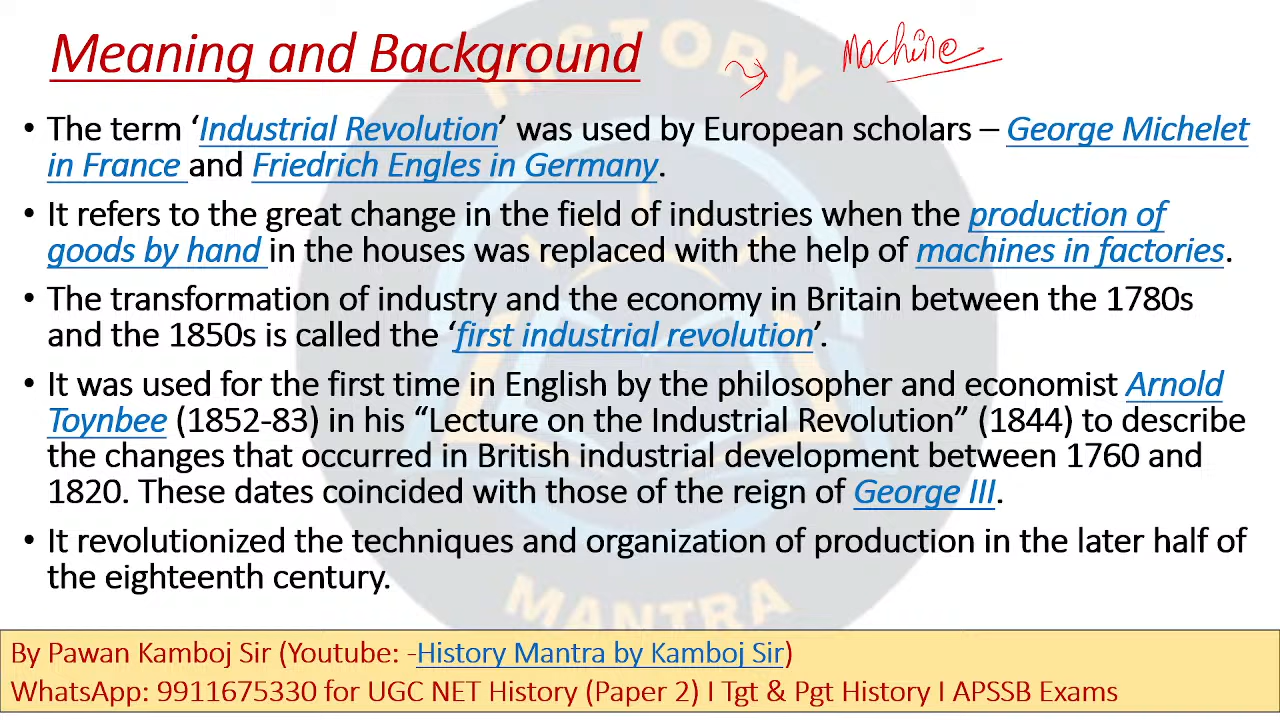 Meaning and Background
Machine
• The term ‘Industrial Revolution’ was used by European scholars – George Michelet
in France and Friedrich Engles in Germany.
• It refers to the great change in the field of industries when the production of
goods by hand in the houses was replaced with the help of machines in factories.
• The transformation of industry and the economy in Britain between the 1780s
and the 1850s is called the ‘first industrial revolution’.
• It was used for the first time in English by the philosopher and economist Arnold
Toynbee (1852-83) in his “Lecture on the Industrial Revolution” (1844) to describe
the changes that occurred in British industrial development between 1760 and
1820. These dates coincided with those of the reign of George III.
• It revolutionized the techniques and organization of production in the later half of
the eighteenth century.
HISTORY
MANTRA
By Pawan Kamboj Sir (Youtube: -History Mantra by Kamboj Sir)
WhatsApp: 9911675330 for UGC NET History (Paper 2) I Tgt & Pgt History I APSSB Exams